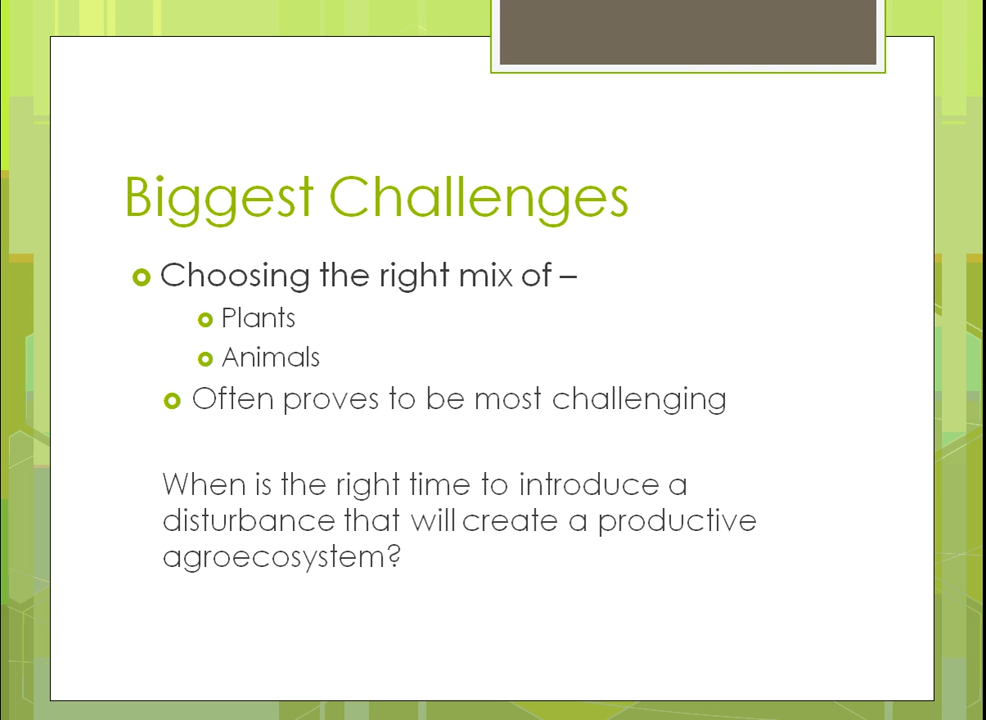 Biggest Challenges
Choosing the right mix of –
Plants
Animals
Often proves to be most challenging
When is the right time to introduce a
disturbance that will create a productive
agroecosystem?